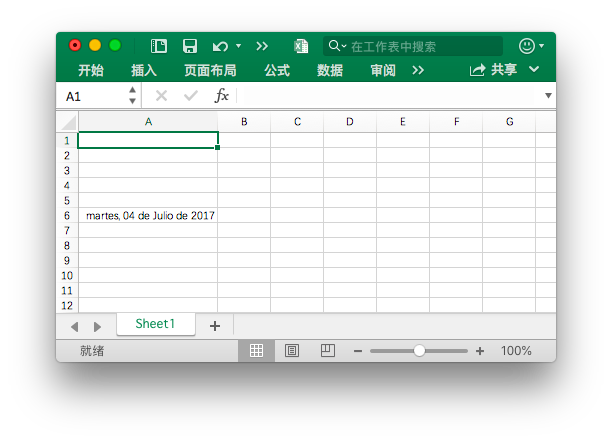 在工作表中搜索
开始 插入 页面布局 公式 数据 审阅 共享
A1 fx
A B C D E F G
1
2
3
4
5
6 martes, 04 de Julio de 2017
7
8
9
10
11
12
Sheet1
就绪 100%